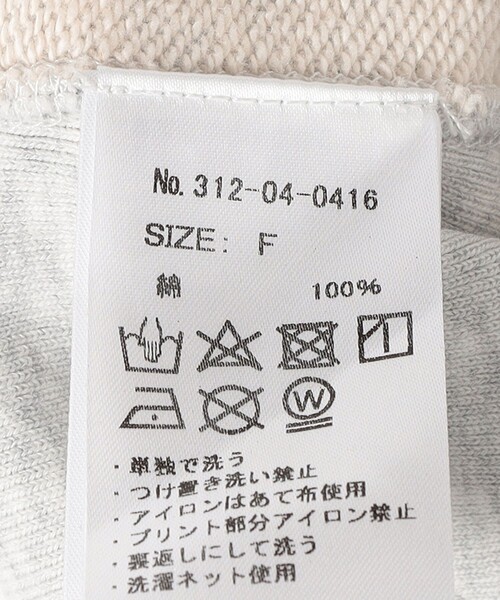 No. 312-04-0416
SIZE: F
綿 100%
W
・単独で洗う
・つけ置き洗い禁止
・アイロンはあて布使用
・プリント部分アイロン禁止
・裏返しにして洗う
・洗濯ネット使用